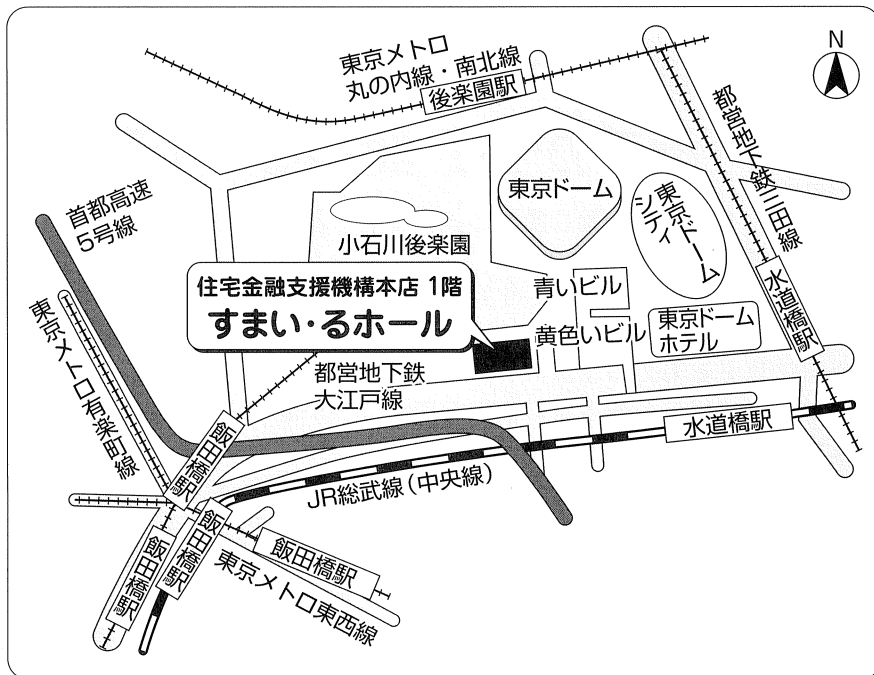 東京メトロ
丸の内線・南北線
後楽園駅
N
都営地下鉄三田線
首都高速
5号線
東京ドーム
東京ドーム
シティ
小石川後楽園
住宅金融支援機構本店 1階
すまい・るホール
青いビル
黄色いビル
東京ドーム
ホテル
水道橋駅
東京メトロ有楽町線
都営地下鉄
大江戸線
飯田橋駅
水道橋駅
JR総武線(中央線)
飯田橋駅
飯田橋駅
飯田橋駅
東京メトロ東西線